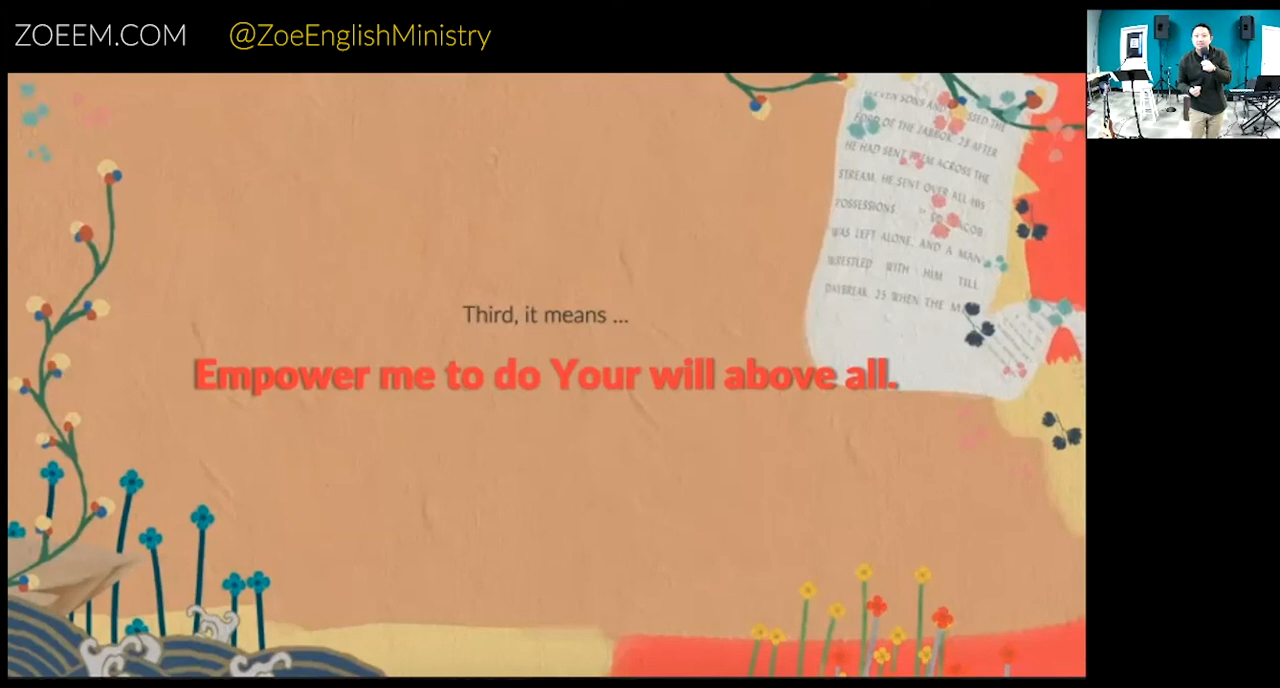 ZOEEM.COM @ZoeEnglishMinistry
SONS AND
THE
FORD OF THE JABBOK. 23 AFTER
HE HAD SENT THEM ACROSS THE
STREAM, HE SENT OVER ALL HIS
POSSESSIONS. JACOB
WAS LEFT ALONE, AND A MAN
WRESTLED WITH HIM TILL
DAYBREAK. 25 WHEN THE
Third, it means ...
Empower me to do Your will above all.